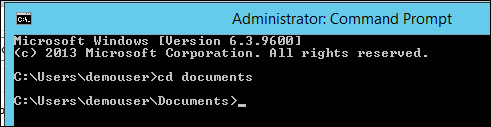 Administrator: Command Prompt
Microsoft Windows [Version 6.3.9600]
(c) 2013 Microsoft Corporation. All rights reserved.
C:\Users\demouser>cd documents
C:\Users\demouser\Documents>_